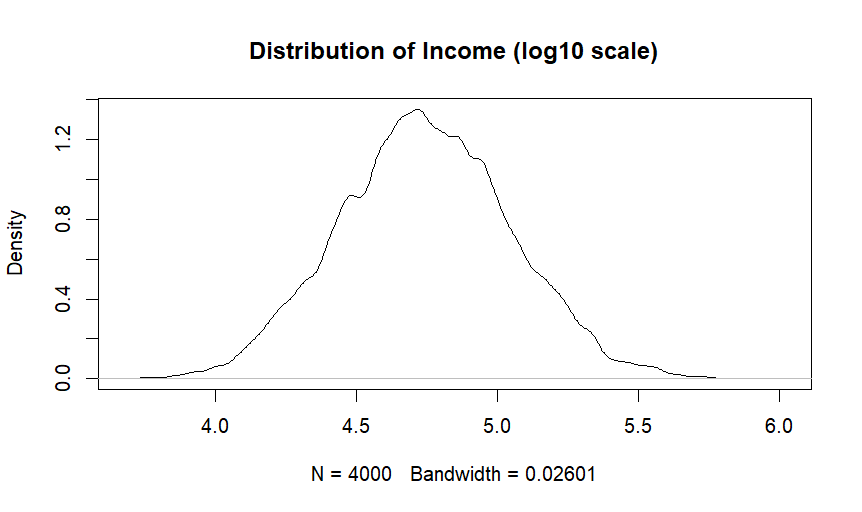 Distribution of Income (log10 scale)
1.2
0.8
0.4
0.0
Density
4.0 4.5 5.0 5.5 6.0
N = 4000 Bandwidth = 0.02601